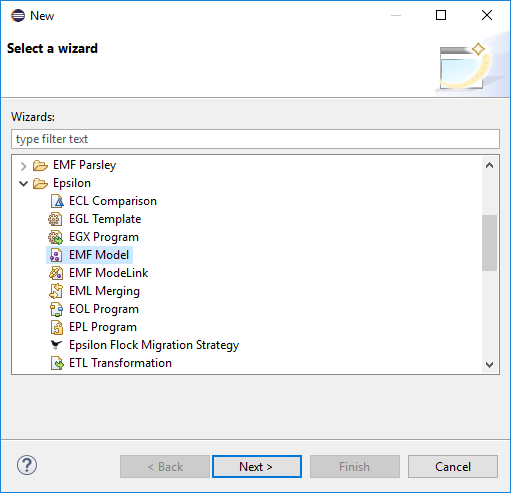 New
Select a wizard
Wizards:
type filter text
EMF Parsley
Epsilon
ECL Comparison
EGL Template
EGX Program
EMF Model
EMF ModeLink
EML Merging
EOL Program
EPL Program
Epsilon Flock Migration Strategy
ETL Transformation
? < Back Next > Finish Cancel